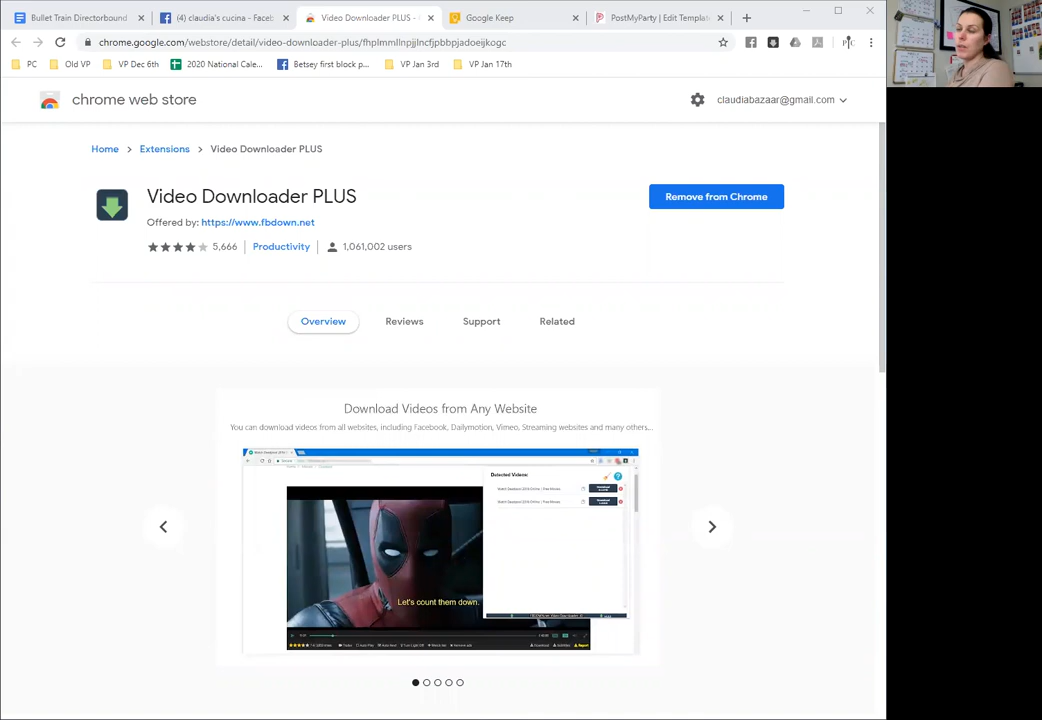 Bullet Train Directorbound
(4) claudia's cucina - Faceb
Video Downloader PLUS -
Google Keep
PostMyParty | Edit Templat
chrome.google.com/webstore/detail/video-downloader-plus/fhplmmllnpjjlncfjpbbpjadoeijkogc
PC
Old VP
VP Dec 6th
2020 National Cale...
Betsey first block p...
VP Jan 3rd
VP Jan 17th
chrome web store
claudiabazaar@gmail.com
Home > Extensions > Video Downloader PLUS
Video Downloader PLUS
Remove from Chrome
Offered by: https://www.fbdown.net
5,666 | Productivity | 1,061,002 users
Overview
Reviews
Support
Related
Download Videos from Any Website
You can download videos from all websites, including Facebook, Dailymotion, Vimeo, Streaming websites and many others...
Detected Videos:
Let's count them down.